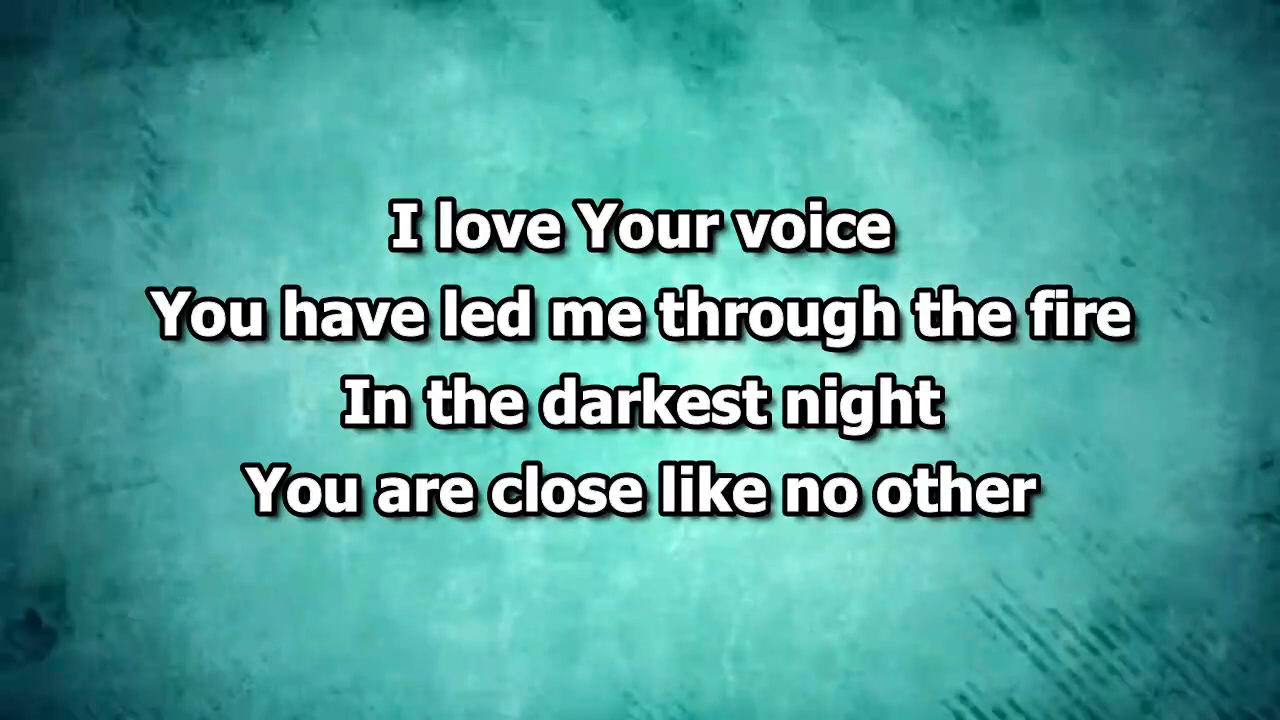 I love Your voice
You have led me through the fire
In the darkest night
You are close like no other